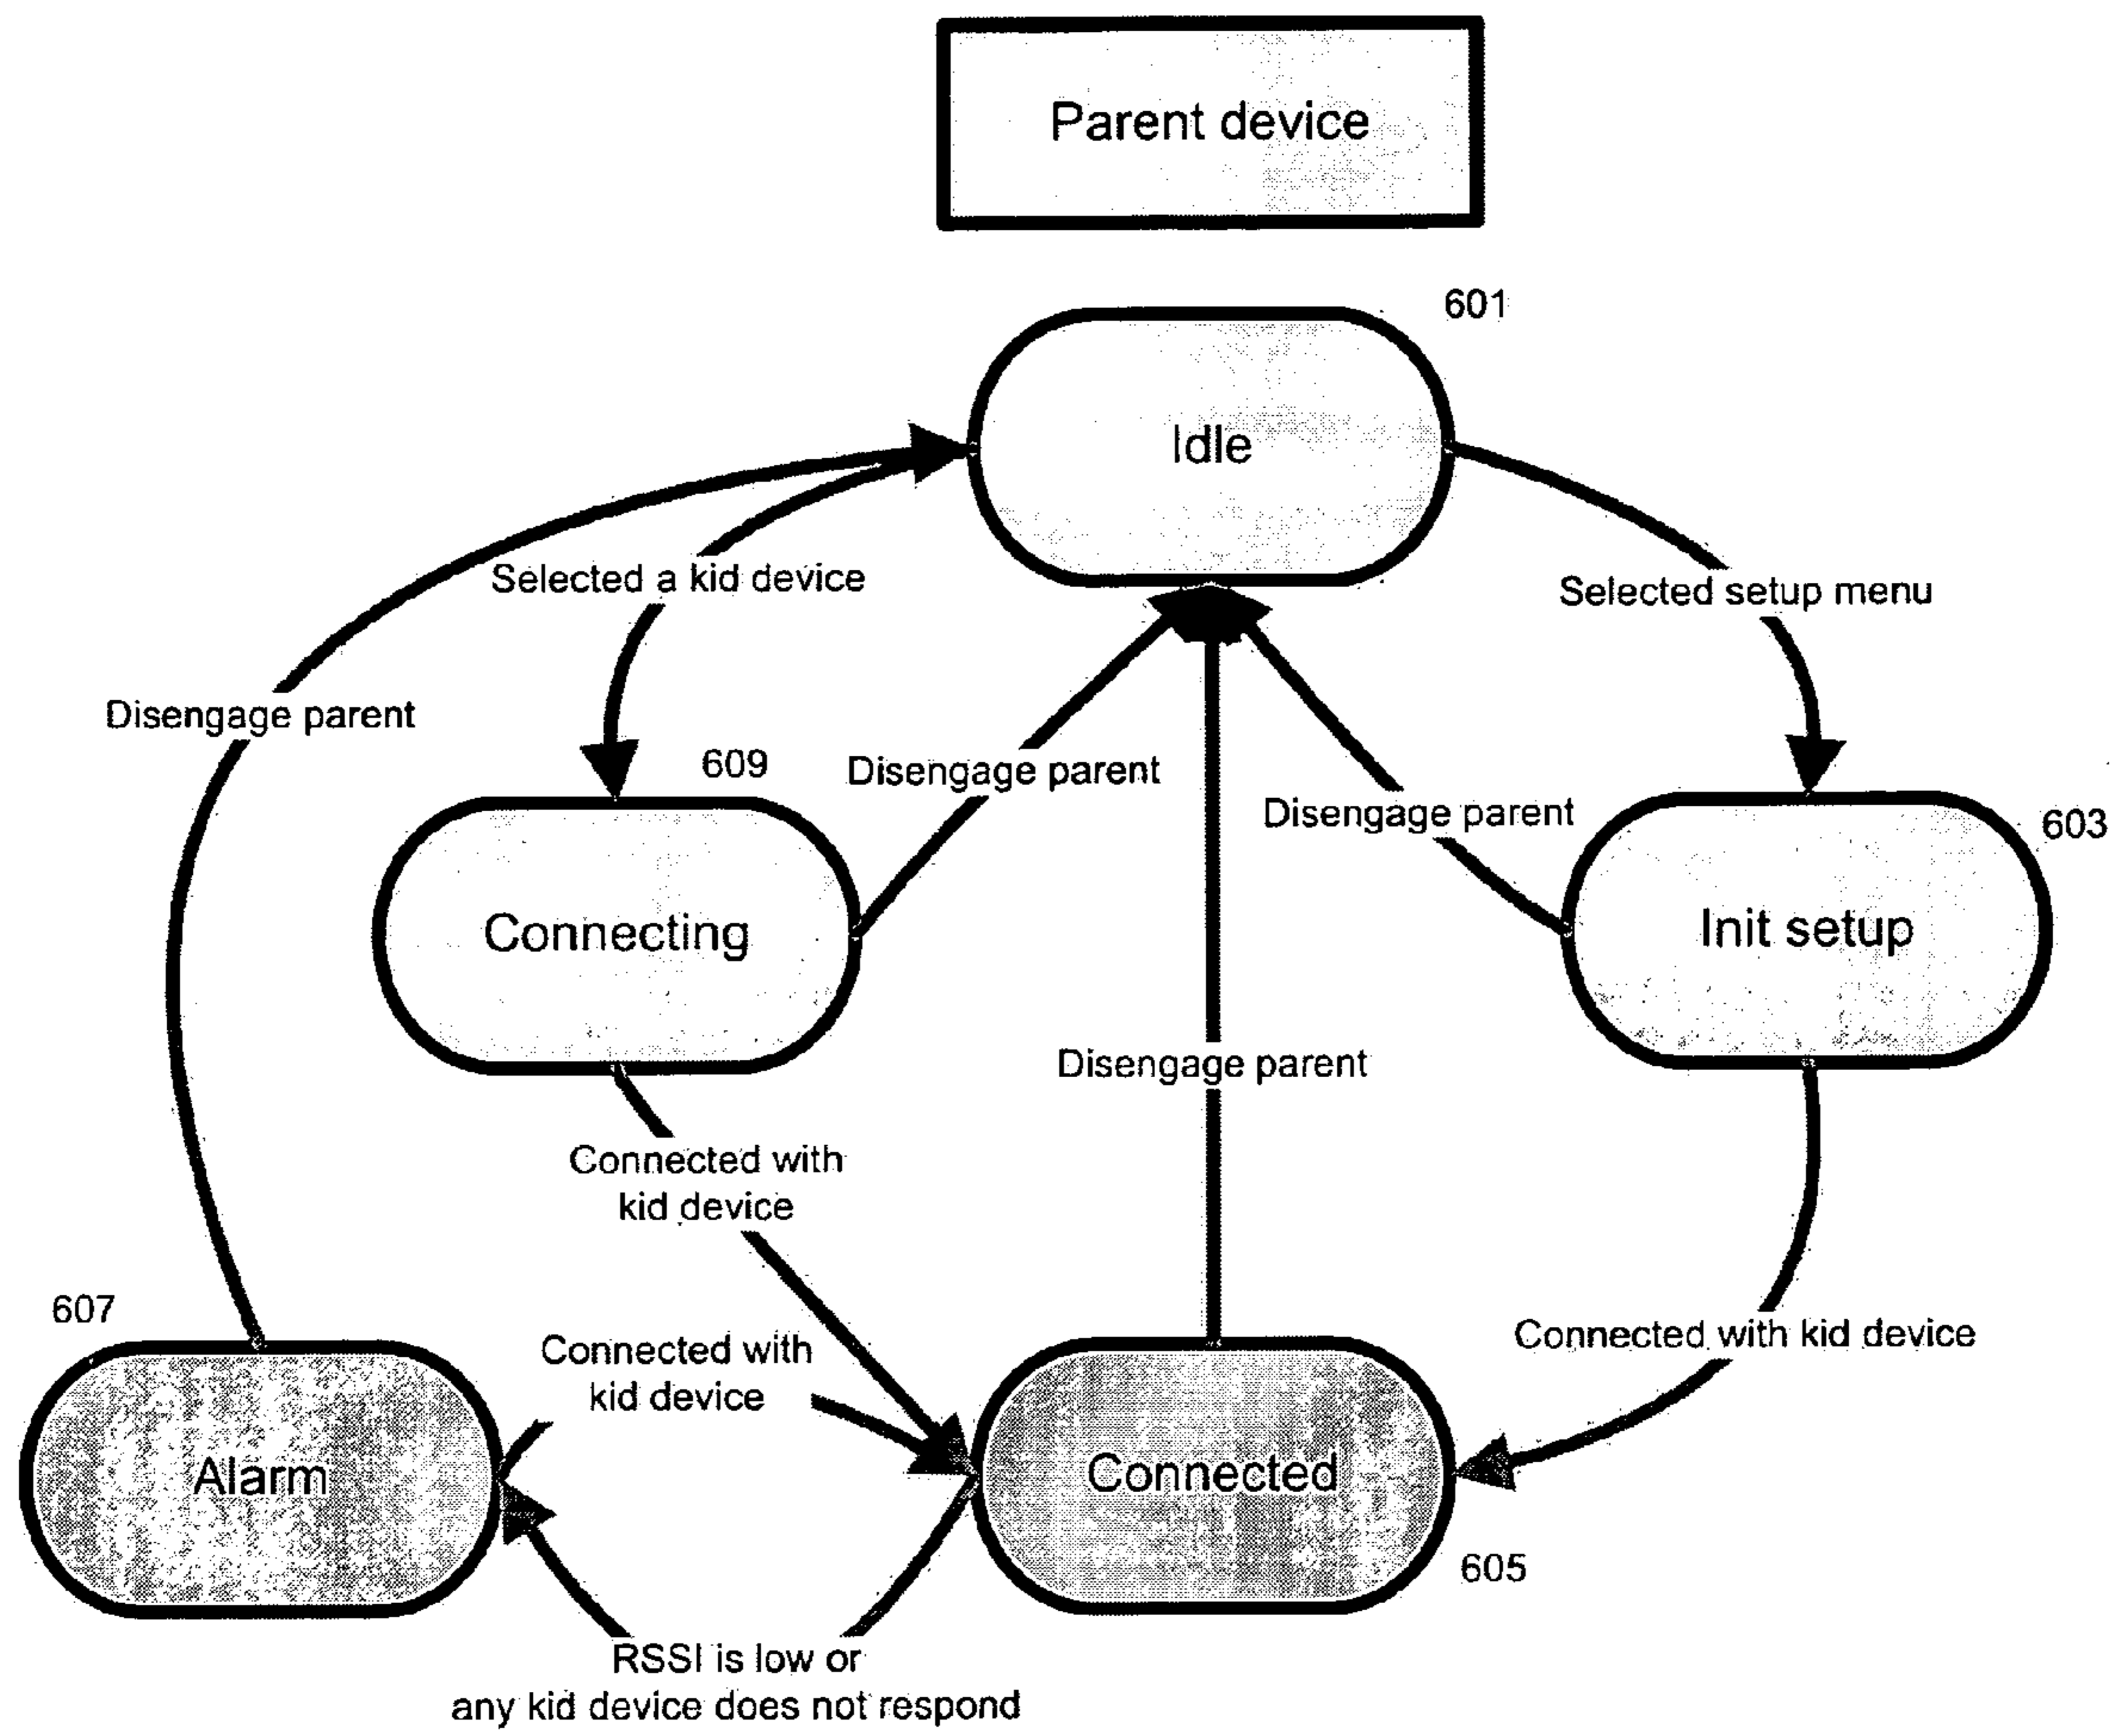 Parent device
601
Idle
Selected a kid device
Selected setup menu
Disengage parent
609
Disengage parent
Disengage parent
603
Connecting
Init setup
Disengage parent
Connected with
kid device
607
Connected with
kid device
Connected with kid device
Alarm
Connected
605
RSSI is low or
any kid device does not respond